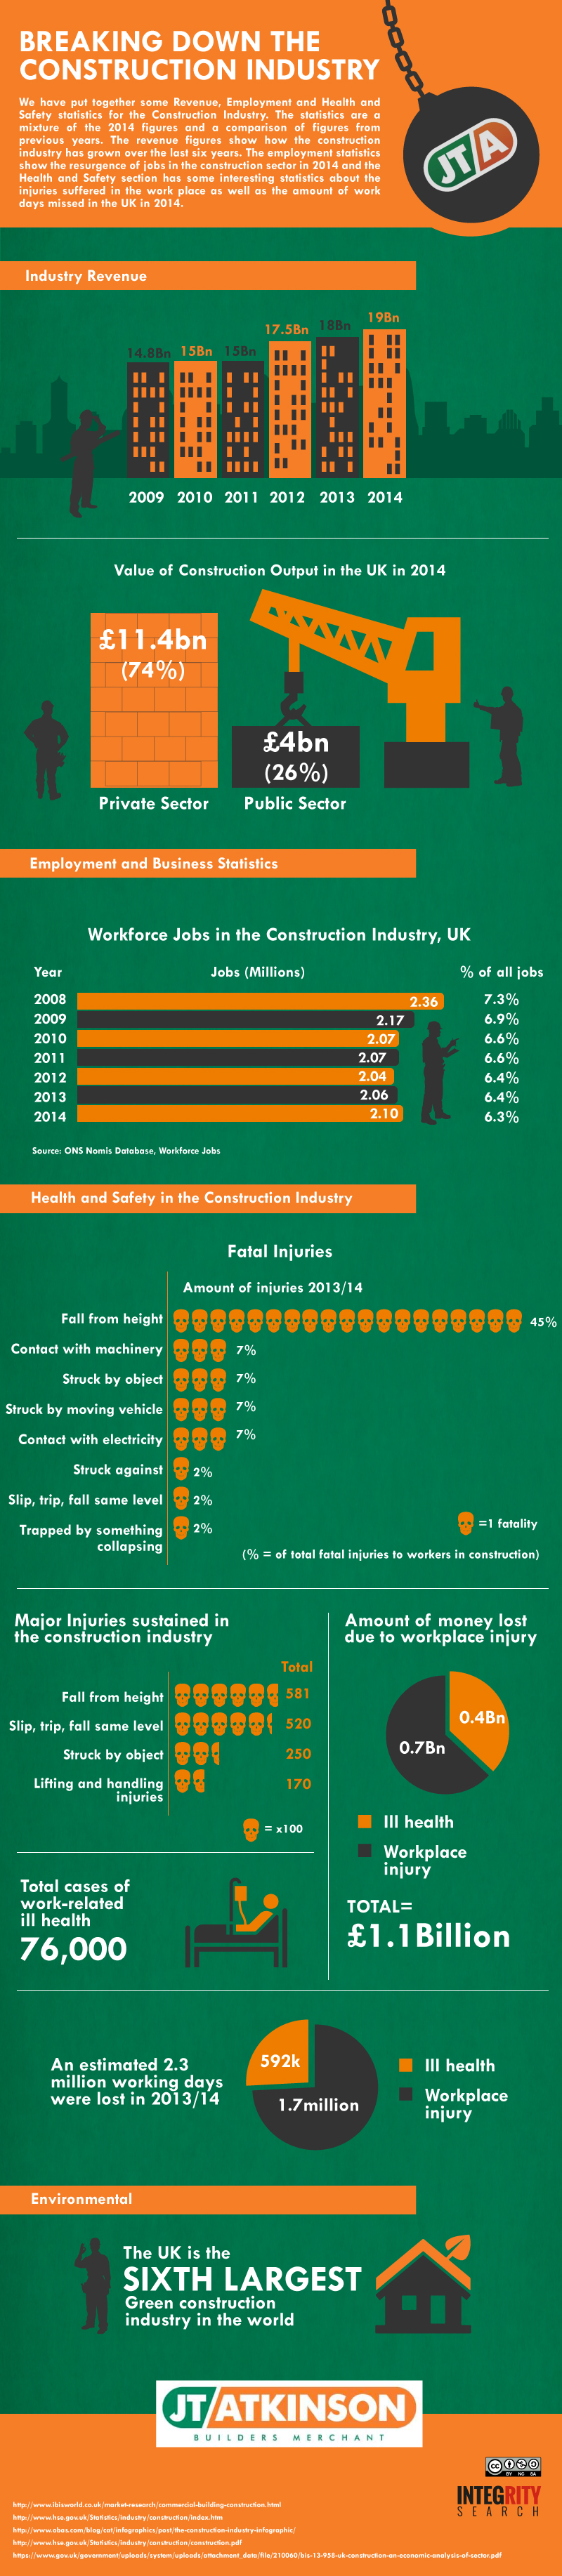 BREAKING DOWN THE
CONSTRUCTION INDUSTRY
We have put together some Revenue, Employment and Health and
Safety statistics for the Construction Industry. The statistics are a
mixture of the 2014 figures and a comparison of figures from
previous years. The revenue figures show how the construction
industry has grown over the last six years. The employment statistics
show the resurgence of jobs in the construction sector in 2014 and the
Health and Safety section has some interesting statistics about the
injuries suffered in the work place as well as the amount of work
days missed in the UK in 2014.
JT/A
Industry Revenue
14.8Bn 15Bn 15Bn 17.5Bn 18Bn 19Bn
2009 2010 2011 2012 2013 2014
Value of Construction Output in the UK in 2014
£11.4bn
(74%)
£4bn
(26%)
Private Sector Public Sector
Employment and Business Statistics
Workforce Jobs in the Construction Industry, UK
Year Jobs (Millions) % of all jobs
2008 2.36 7.3%
2009 2.17 6.9%
2010 2.07 6.6%
2011 2.07 6.6%
2012 2.04 6.4%
2013 2.06 6.4%
2014 2.10 6.3%
Source: ONS Nomis Database, Workforce Jobs
Health and Safety in the Construction Industry
Fatal Injuries
Amount of injuries 2013/14
Fall from height 45%
Contact with machinery 7%
Struck by object 7%
Struck by moving vehicle 7%
Contact with electricity 7%
Struck against 2%
Slip, trip, fall same level 2%
Trapped by something 2%
collapsing
=1 fatality
(% = of total fatal injuries to workers in construction)
Major Injuries sustained in
the construction industry
Total
Fall from height 581
Slip, trip, fall same level 520
Struck by object 250
Lifting and handling 170
injuries
= x100
Amount of money lost
due to workplace injury
0.4Bn
0.7Bn
Ill health
Workplace
injury
TOTAL=
£1.1Billion
Total cases of
work-related
ill health
76,000
An estimated 2.3
million working days
were lost in 2013/14
592k
1.7million
Ill health
Workplace
injury
Environmental
The UK is the
SIXTH LARGEST
Green construction
industry in the world
JT/ATKINSON
BUILDERS MERCHANT
cc
BY NC SA
INTEGRITY
SEARCH
http://www.ibisworld.co.uk/market-research/commercial-building-construction.html
http://www.hse.gov.uk/Statistics/industry/construction/index.htm
http://www.obas.com/blog/cat/infographics/post/the-construction-industry-infographic/
http://www.hse.gov.uk/Statistics/industry/construction/construction.pdf
https://www.gov.uk/government/uploads/system/uploads/attachment_data/file/210060/bis-13-958-uk-construction-an-economic-analysis-of-sector.pdf